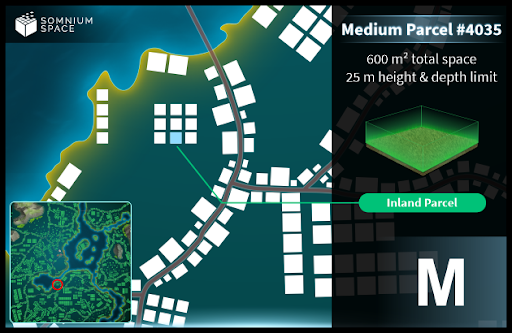 SOMNIUM
SPACE
Medium Parcel #4035
600 m² total space
25 m height & depth limit
Inland Parcel
M